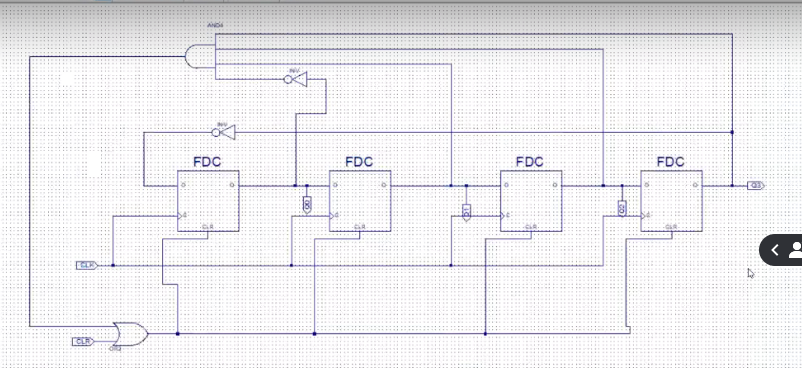 AND4
INV
INV
FDC FDC FDC FDC
D Q D Q D Q D Q
Q3
Q0 Q1 Q2
C C C C
CLR CLR CLR CLR
CLK
CLR
OR2